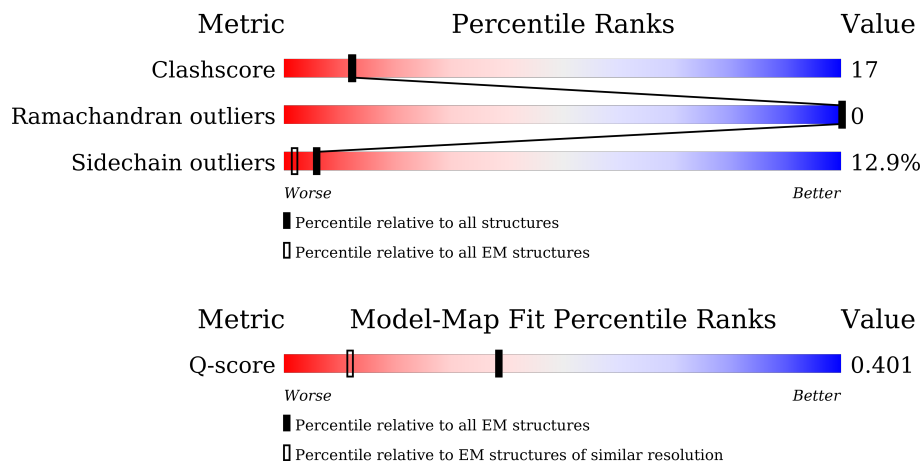 Metric Percentile Ranks Value
Clashscore 17
Ramachandran outliers 0
Sidechain outliers 12.9%
Worse Better
Percentile relative to all structures
Percentile relative to all EM structures
Metric Model-Map Fit Percentile Ranks Value
Q-score 0.401
Worse Better
Percentile relative to all EM structures
Percentile relative to EM structures of similar resolution